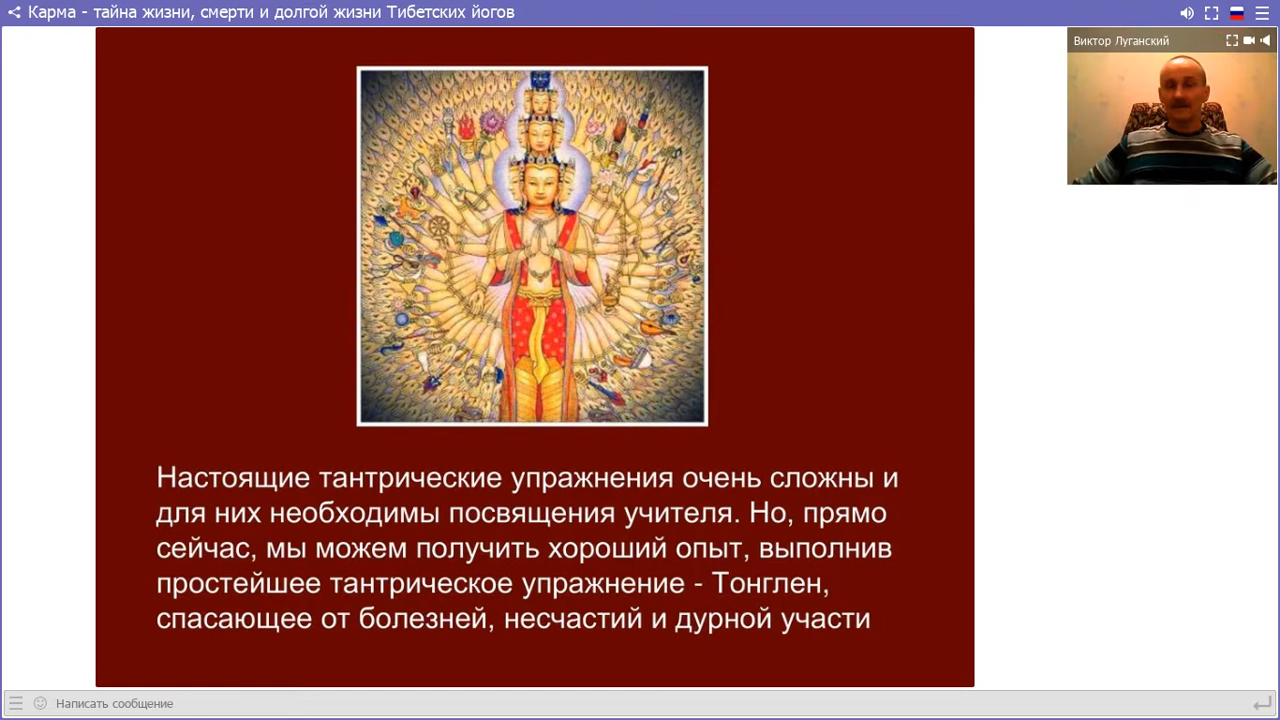 Карма - тайна жизни, смерти и долгой жизни Тибетских йогов
Виктор Луганский
Настоящие тантрические упражнения очень сложны и
для них необходимы посвящения учителя. Но, прямо
сейчас, мы можем получить хороший опыт, выполнив
простейшее тантрическое упражнение - Тонглен,
спасающее от болезней, несчастий и дурной участи
Написать сообщение